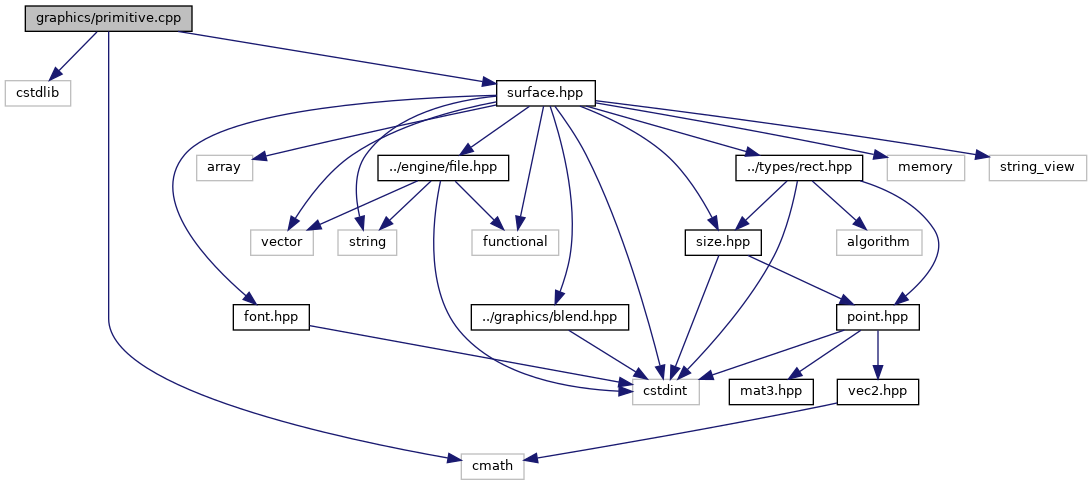 graphics/primitive.cpp
cstdlib
surface.hpp
array
../engine/file.hpp
../types/rect.hpp
memory
string_view
vector
string
functional
size.hpp
algorithm
font.hpp
../graphics/blend.hpp
point.hpp
cstdint
mat3.hpp
vec2.hpp
cmath